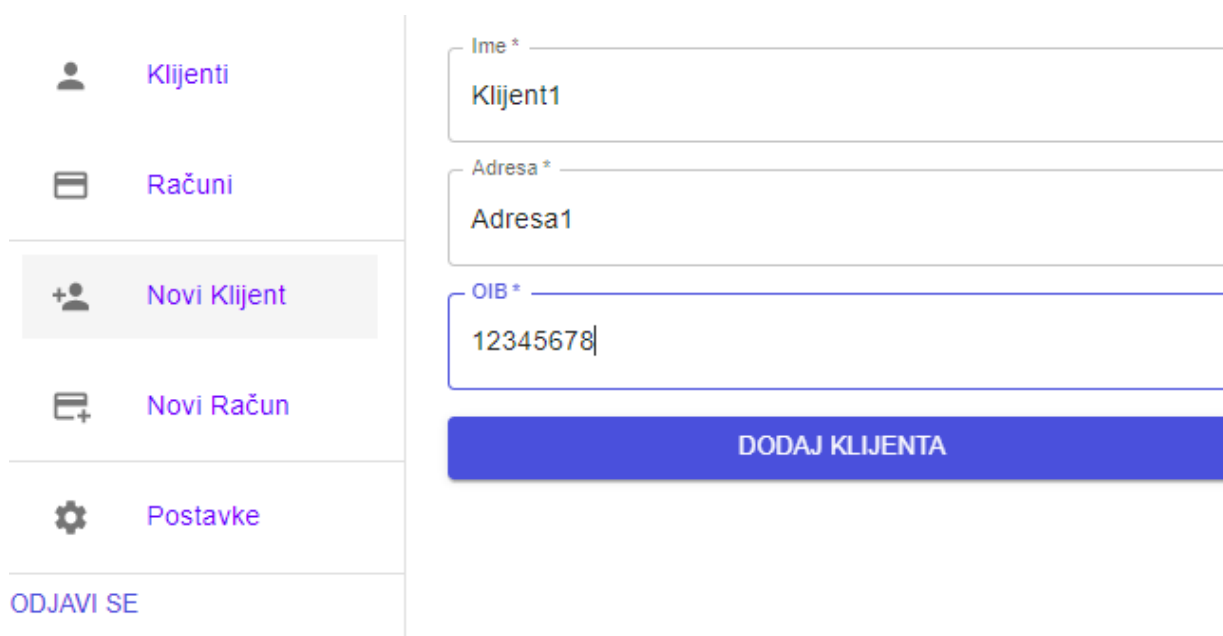 Klijenti
Računi
Novi Klijent
Novi Račun
Postavke
ODJAVI SE
Ime *
Klijent1
Adresa *
Adresa1
OIB *
12345678
DODAJ KLIJENTA